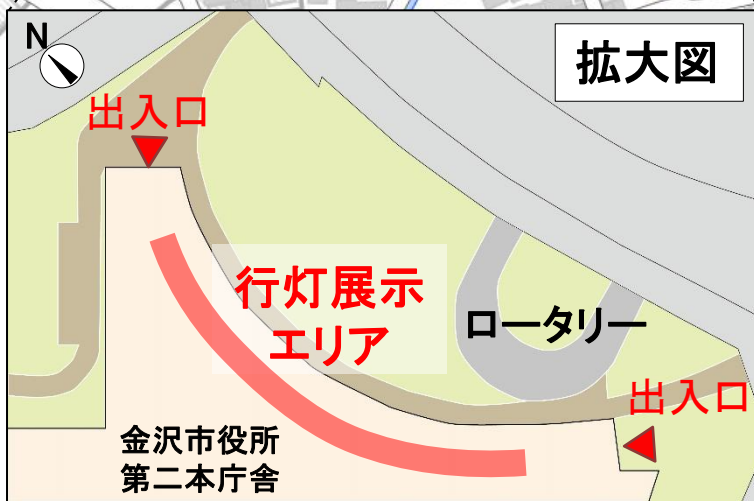 N
拡大図
出入口
行灯展示
エリア
ロータリー
出入口
金沢市役所
第二本庁舎